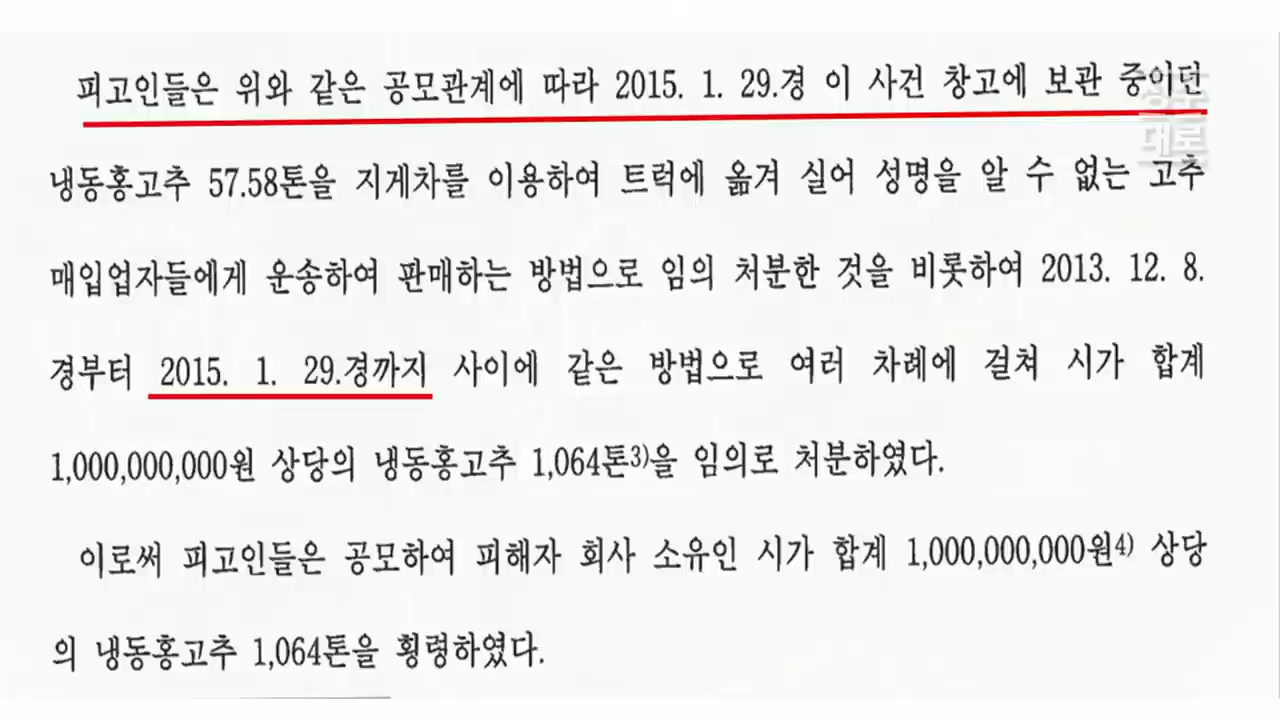 피고인들은 위와 같은 공모관계에 따라 2015. 1. 29.경 이 사건 창고에 보관 중이던
냉동홍고추 57.58톤을 지게차를 이용하여 트럭에 옮겨 실어 성명을 알 수 없는 고추
매입업자들에게 운송하여 판매하는 방법으로 임의 처분한 것을 비롯하여 2013. 12. 8.
경부터 2015. 1. 29.경까지 사이에 같은 방법으로 여러 차례에 걸쳐 시가 합계
1,000,000,000원 상당의 냉동홍고추 1,064톤3)을 임의로 처분하였다.
이로써 피고인들은 공모하여 피해자 회사 소유인 시가 합계 1,000,000,000원4) 상당
의 냉동홍고추 1,064톤을 횡령하였다.
대로